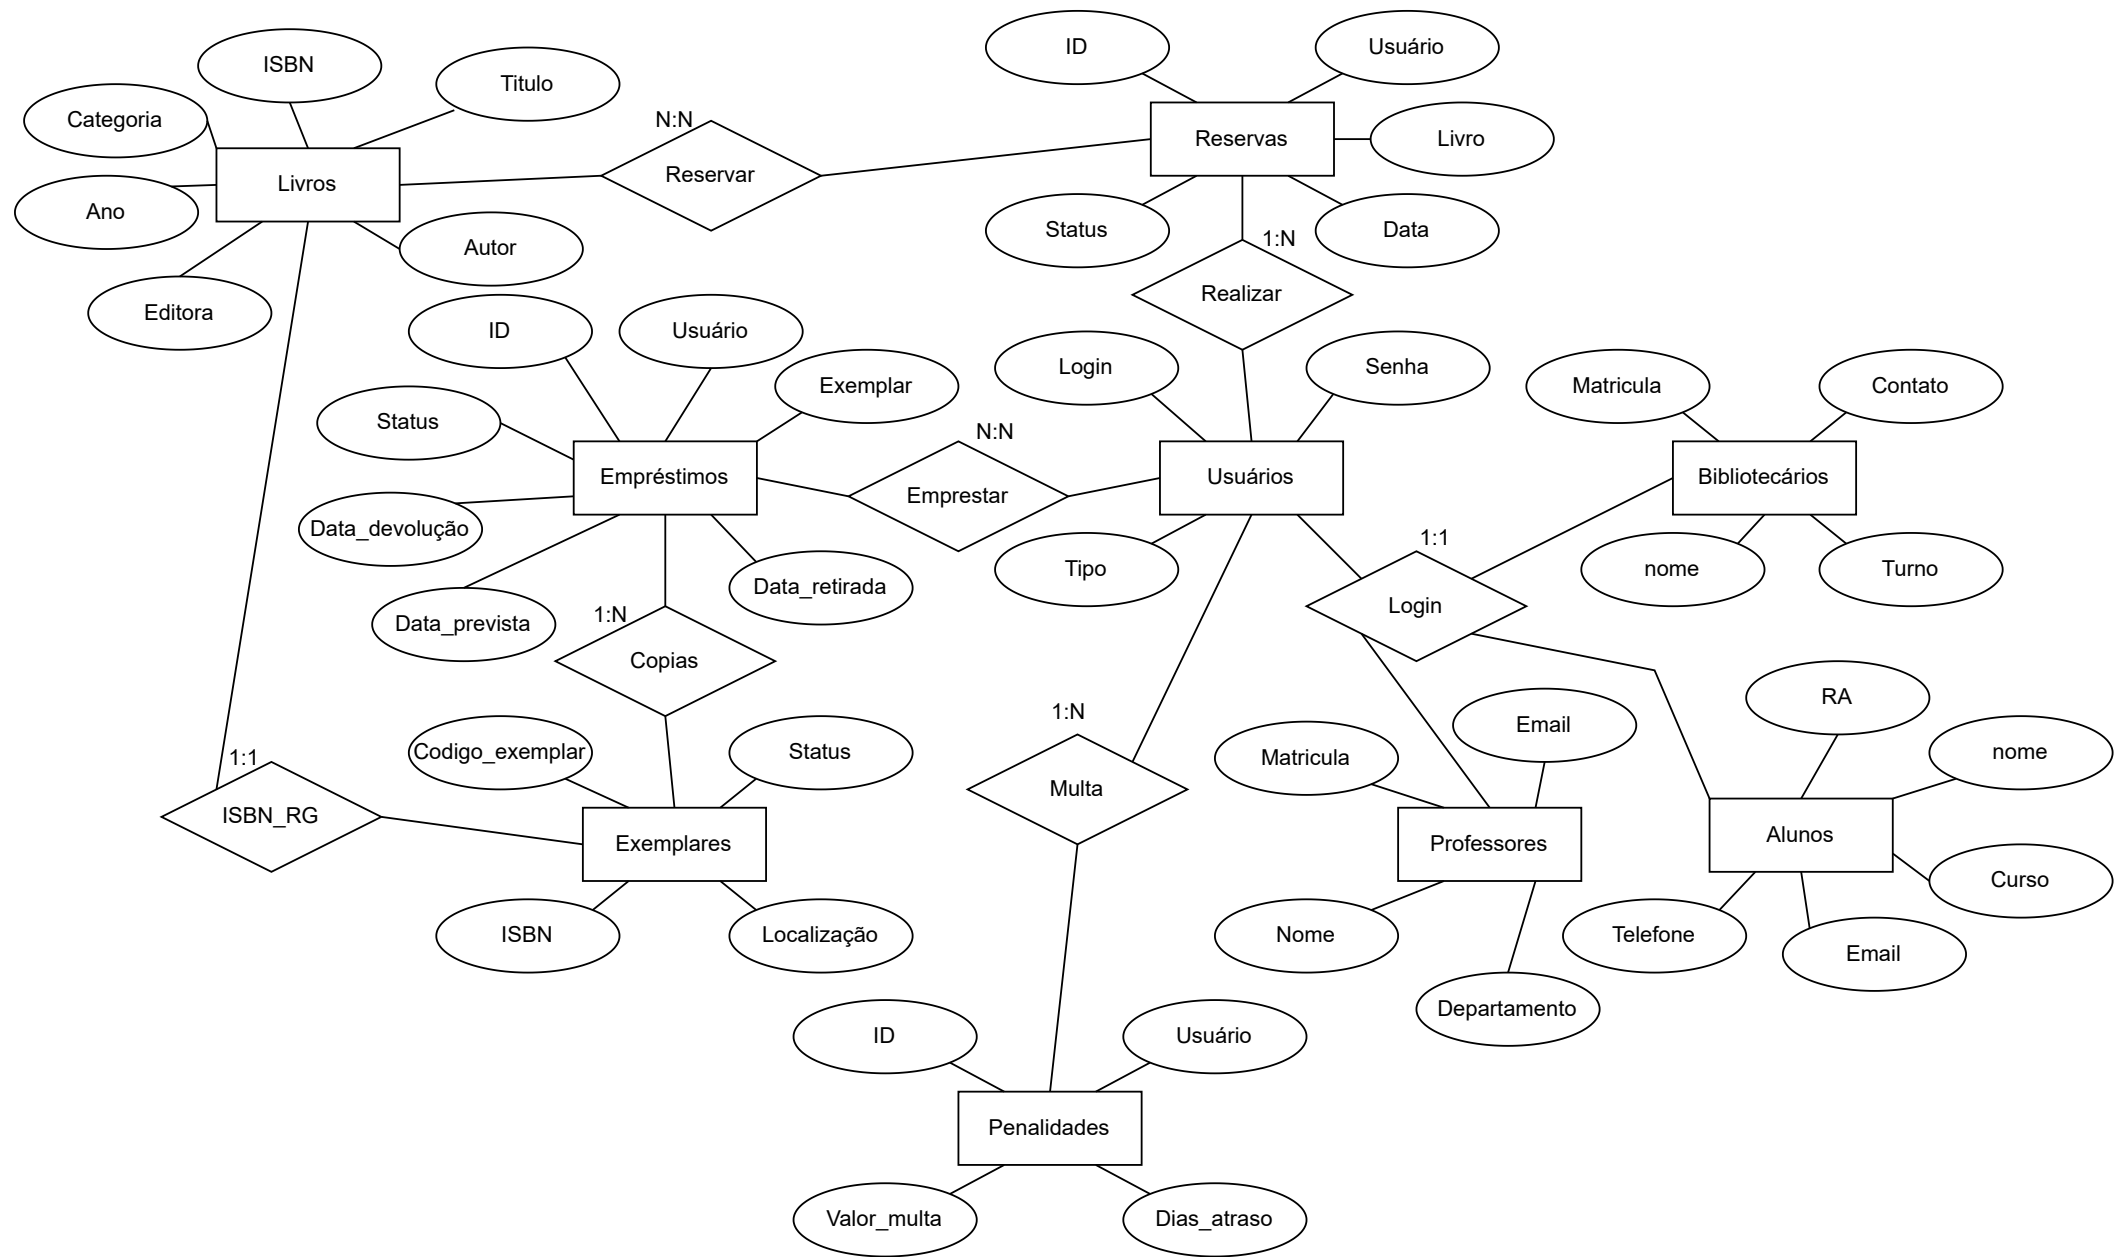 ID
Usuário
ISBN
Titulo
Categoria
N:N
Reservas
Livro
Reservar
Livros
Ano
Status
Data
Autor
1:N
Realizar
Editora
ID
Usuário
Login
Senha
Exemplar
Matricula
Contato
Status
N:N
Empréstimos
Usuários
Bibliotecários
Emprestar
Data_devolução
1:1
Tipo
nome
Turno
Data_retirada
Login
1:N
Data_prevista
Copias
RA
1:N
Email
Codigo_exemplar
Status
nome
1:1
Matricula
Multa
ISBN_RG
Exemplares
Professores
Alunos
Curso
ISBN
Localização
Nome
Telefone
Email
Departamento
ID
Usuário
Penalidades
Valor_multa
Dias_atraso